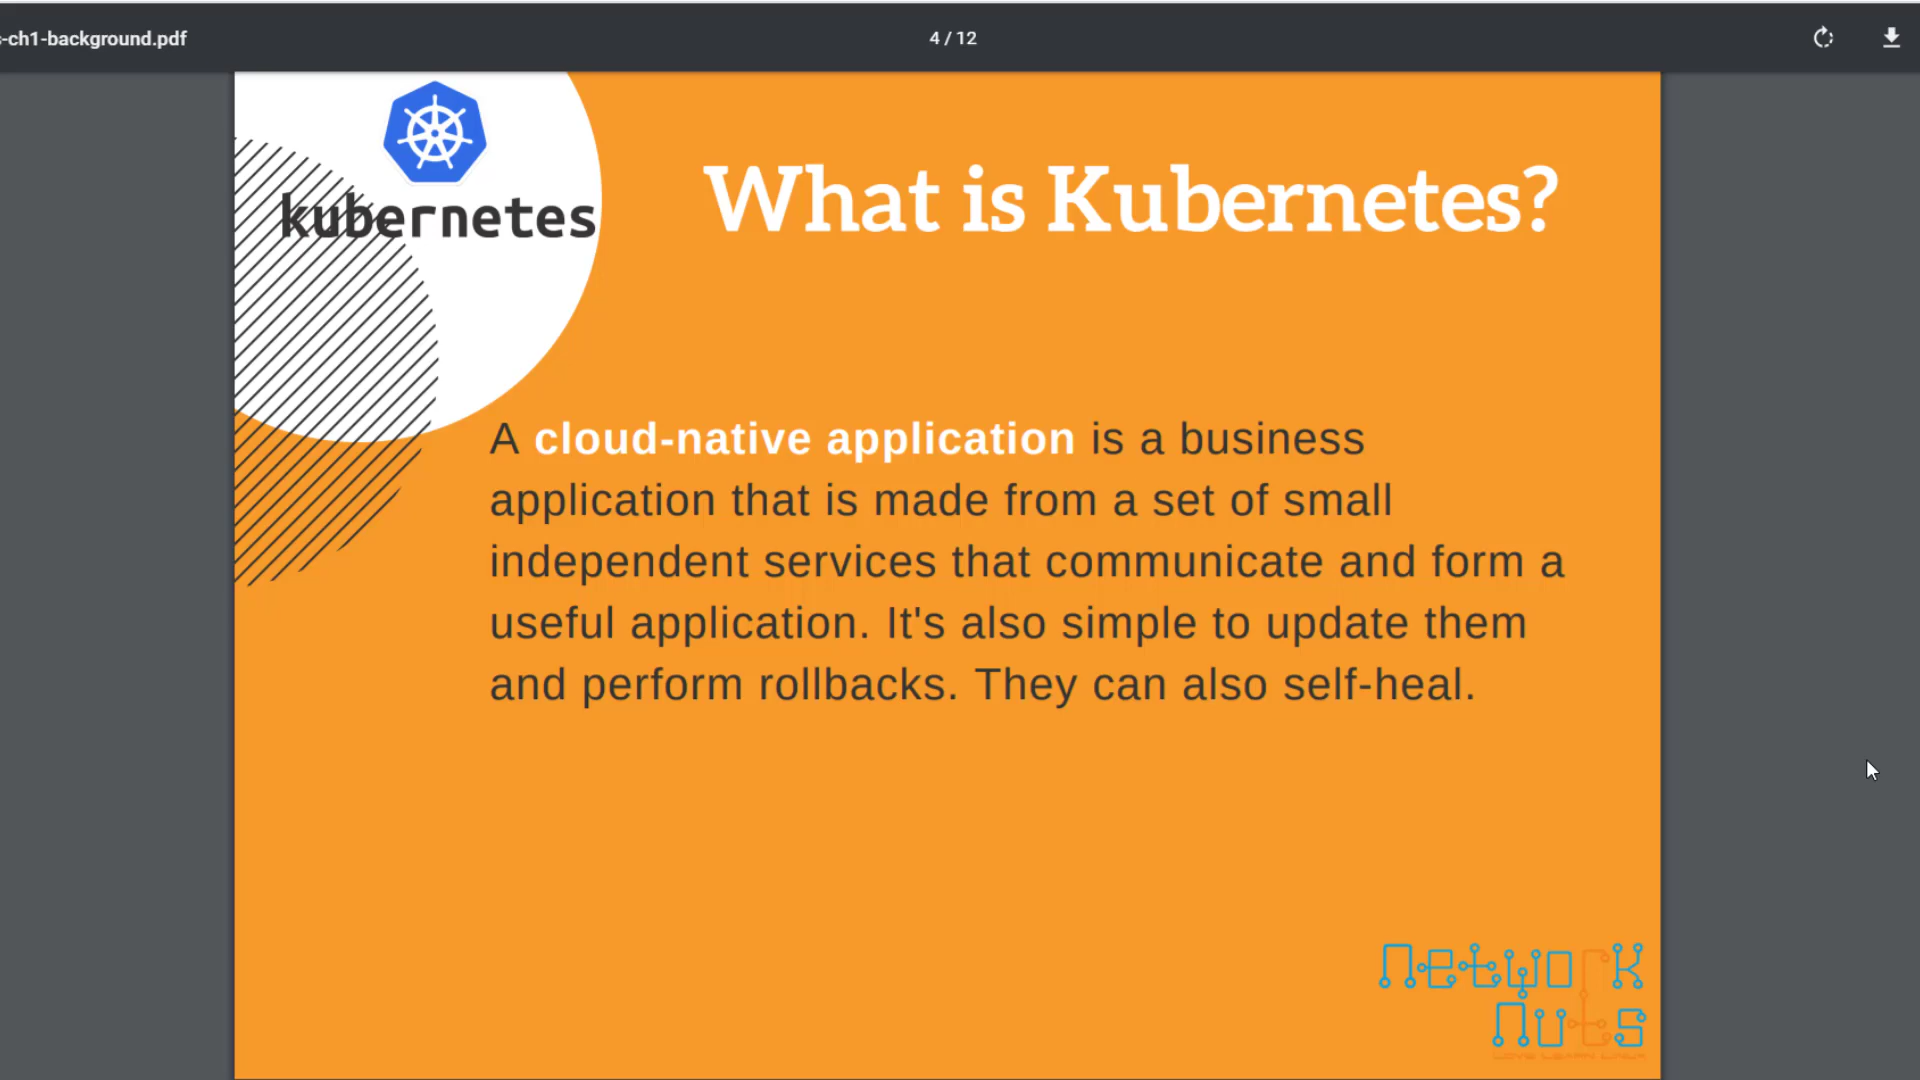 -ch1-background.pdf
4 / 12
kubernetes
What is Kubernetes?
A cloud-native application is a business
application that is made from a set of small
independent services that communicate and form a
useful application. It's also simple to update them
and perform rollbacks. They can also self-heal.
Network
Nuts